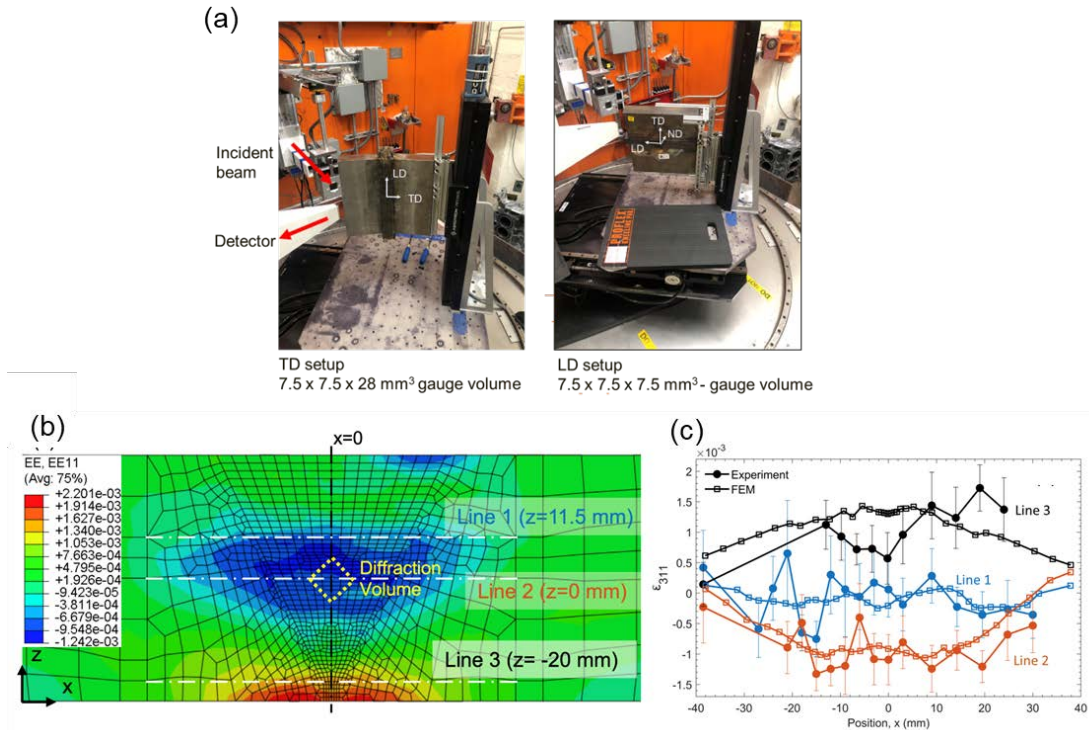 (a)
Incident
beam
Detector
LD
TD
TD
ND
LD
PROFLEX
TD setup
7.5 x 7.5 x 28 mm³ gauge volume
LD setup
7.5 x 7.5 x 7.5 mm³ - gauge volume
(b)
x=0
EE, EE11
(Avg: 75%)
+2.201e-03
+1.914e-03
+1.627e-03
+1.340e-03
+1.053e-03
+7.663e-04
+4.795e-04
+1.926e-04
-9.423e-05
-3.811e-04
-6.679e-04
-9.548e-04
-1.242e-03
Line 1 (z=11.5 mm)
Diffraction
Volume
Line 2 (z=0 mm)
Line 3 (z= -20 mm)
z
x
(c)
×10⁻³
2
1.5
1
0.5
0
-0.5
-1
-1.5
ε311
Experiment
FEM
Line 3
Line 1
Line 2
-40
-30
-20
-10
0
10
20
30
40
Position, x (mm)